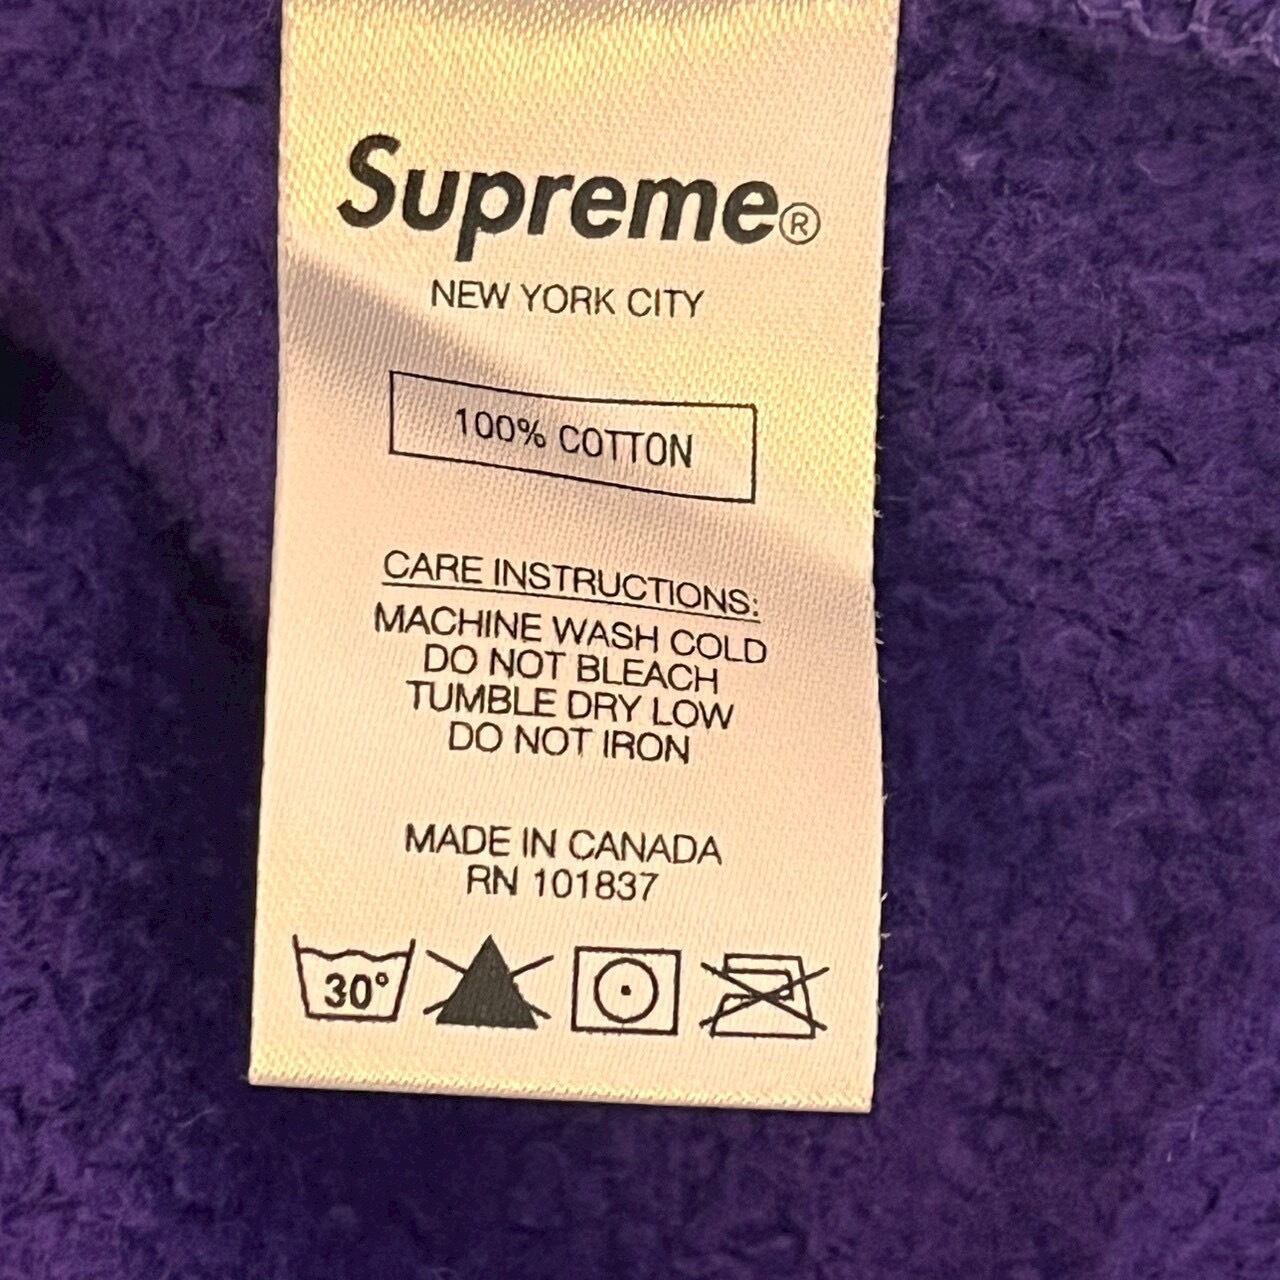 Supreme®
NEW YORK CITY
100% COTTON
CARE INSTRUCTIONS:
MACHINE WASH COLD
DO NOT BLEACH
TUMBLE DRY LOW
DO NOT IRON
MADE IN CANADA
RN 101837
30°